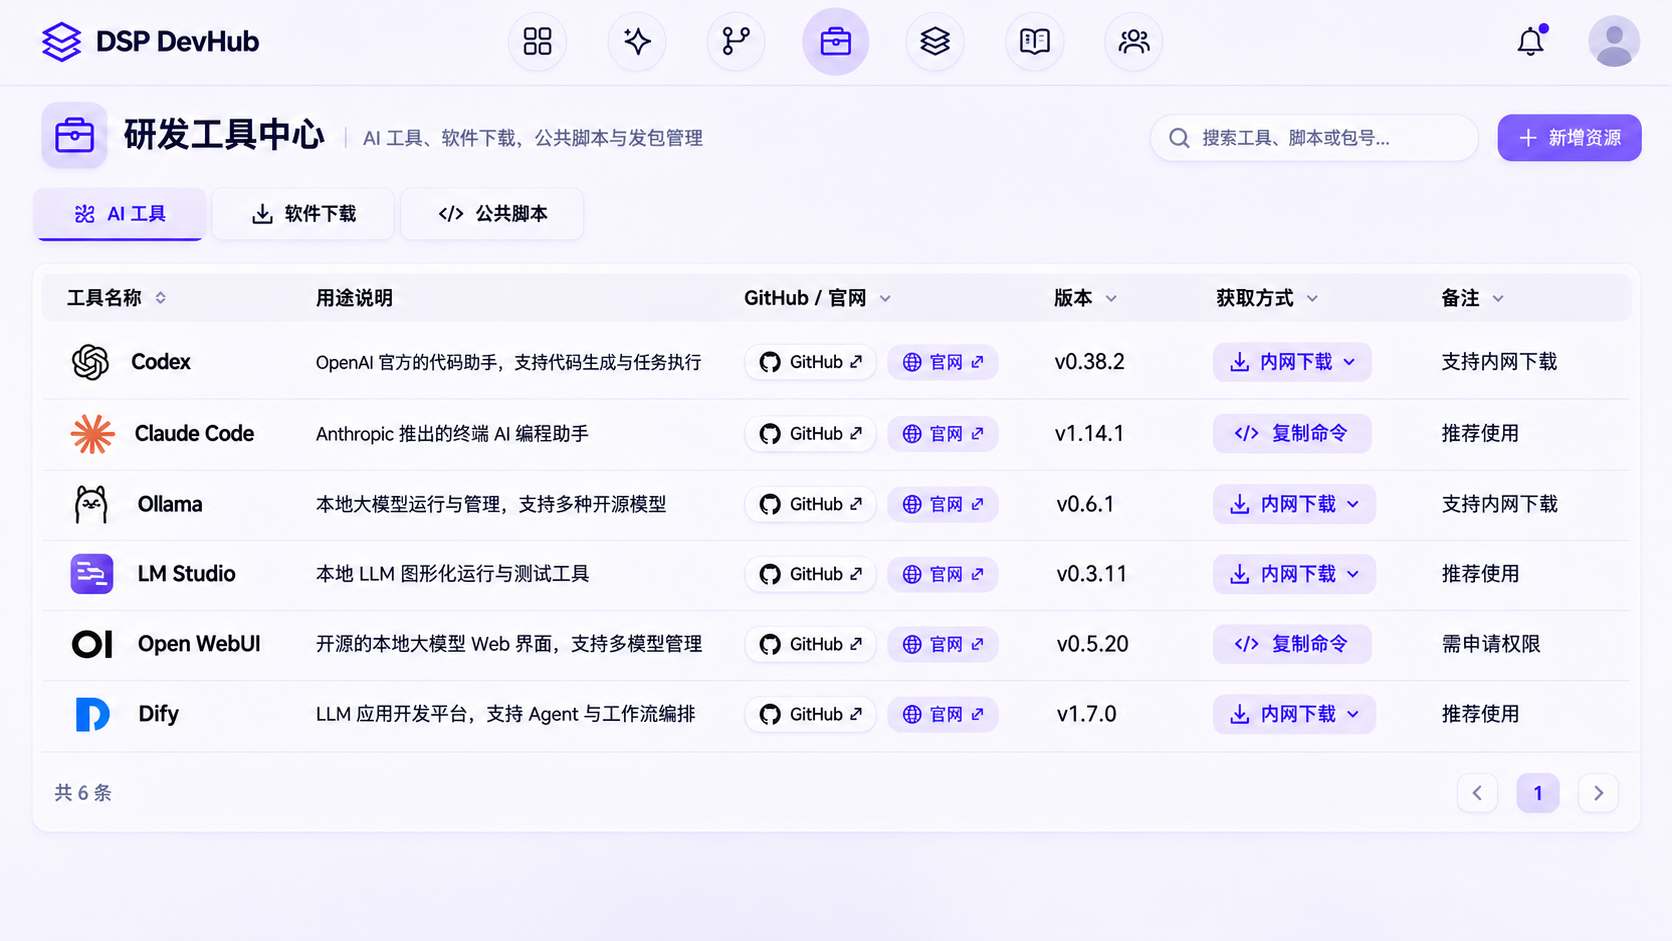 DSP DevHub
研发工具中心 | AI 工具、软件下载，公共脚本与发包管理
搜索工具、脚本或包号...
+ 新增资源
AI 工具
软件下载
</> 公共脚本
工具名称 用途说明 GitHub / 官网 版本 获取方式 备注
Codex OpenAI 官方的代码助手，支持代码生成与任务执行 GitHub 官网 v0.38.2 内网下载 支持内网下载
Claude Code Anthropic 推出的终端 AI 编程助手 GitHub 官网 v1.14.1 </> 复制命令 推荐使用
Ollama 本地大模型运行与管理，支持多种开源模型 GitHub 官网 v0.6.1 内网下载 支持内网下载
LM Studio 本地 LLM 图形化运行与测试工具 GitHub 官网 v0.3.11 内网下载 推荐使用
OI Open WebUI 开源的本地大模型 Web 界面，支持多模型管理 GitHub 官网 v0.5.20 </> 复制命令 需申请权限
Dify LLM 应用开发平台，支持 Agent 与工作流编排 GitHub 官网 v1.7.0 内网下载 推荐使用
共 6 条
1